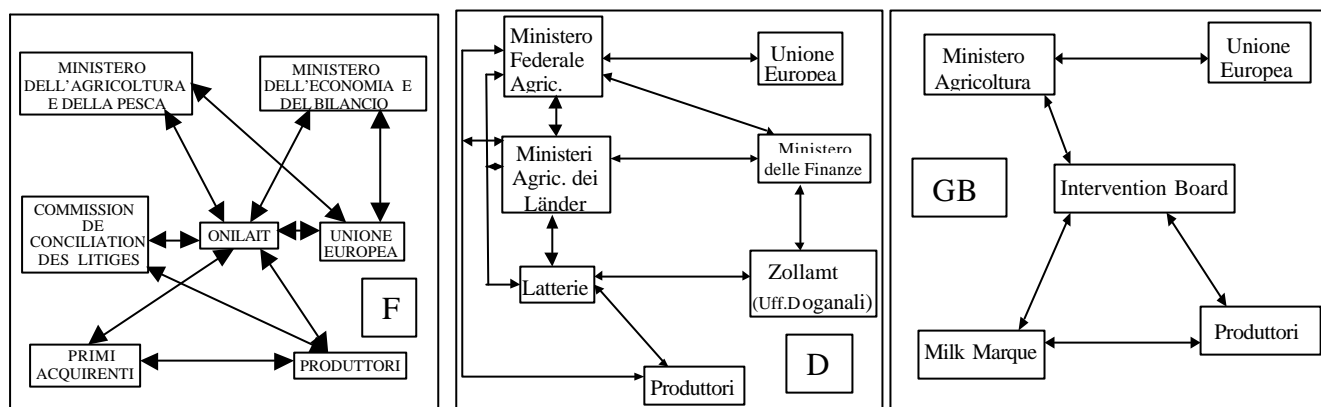 MINISTERO
DELL'AGRICOLTURA
E DELLA PESCA
MINISTERO
DELL'ECONOMIA E
DEL BILANCIO
COMMISSION
DE
CONCILIATION
DES LITIGES
ONILAIT
UNIONE
EUROPEA
F
PRIMI
ACQUIRENTI
PRODUTTORI
Ministero
Federale
Agric.
Unione
Europea
Ministeri
Agric. dei
Länder
Ministero
delle Finanze
Latterie
Zollamt
(Uff.Doganali)
Produttori
D
Ministero
Agricoltura
Unione
Europea
GB
Intervention Board
Milk Marque
Produttori